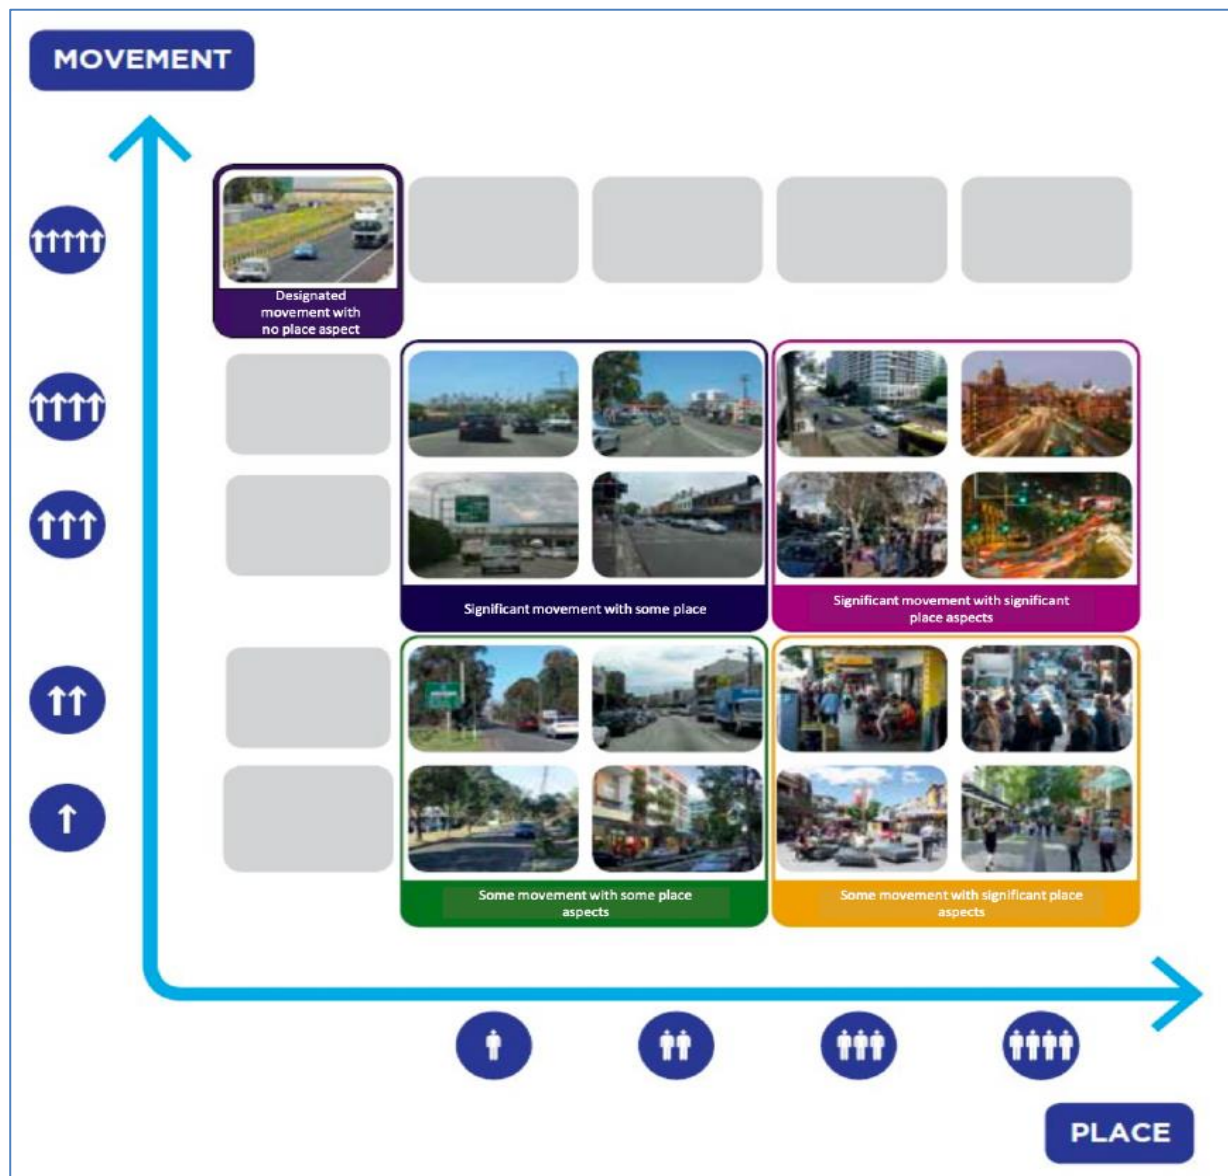 MOVEMENT
Designated
movement with
no place aspect
Significant movement with some place
Significant movement with significant
place aspects
Some movement with some place
aspects
Some movement with significant place
aspects
PLACE